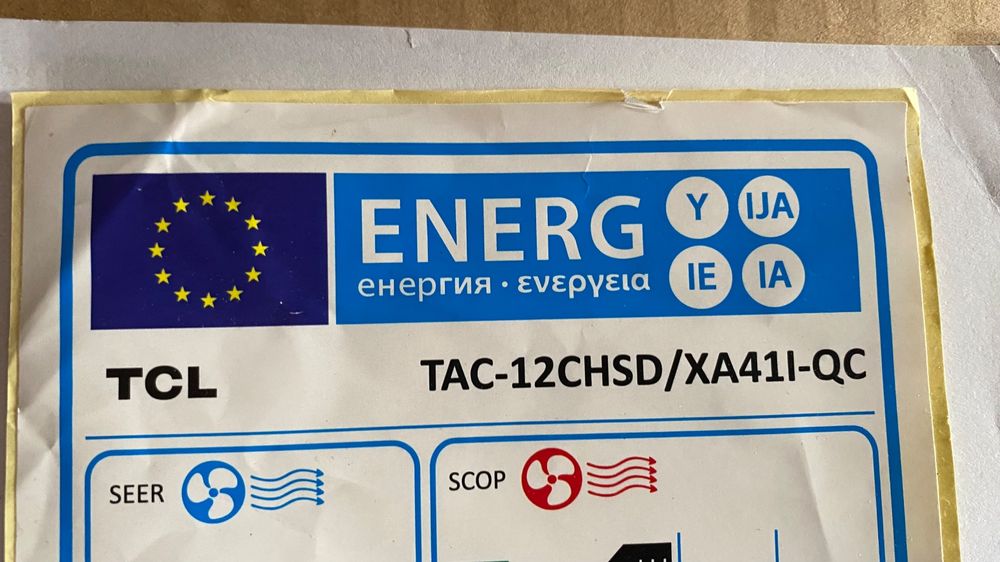 ENERG
Y IJA
IE IA
енергия · ενεργεια
TCL
TAC-12CHSD/XA41I-QC
SEER
SCOP